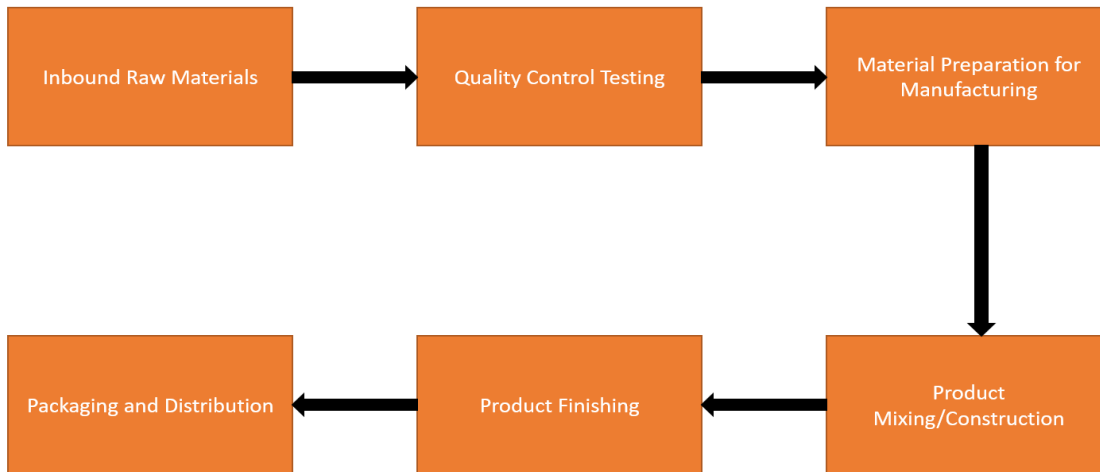 Inbound Raw Materials
Quality Control Testing
Material Preparation for
Manufacturing
Product
Mixing/Construction
Product Finishing
Packaging and Distribution